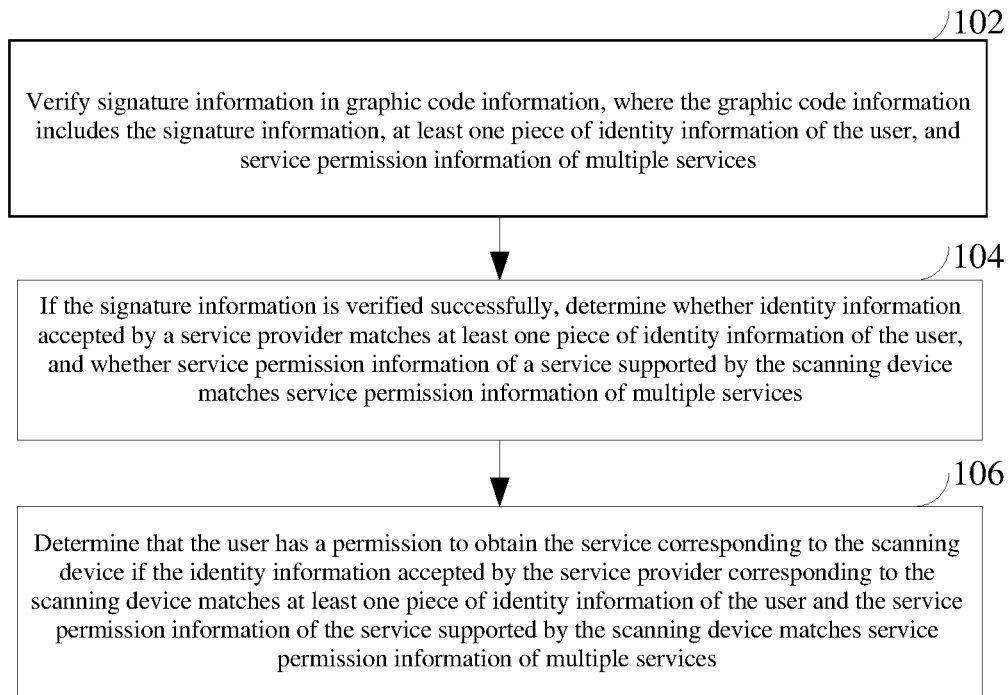 102
Verify signature information in graphic code information, where the graphic code information
includes the signature information, at least one piece of identity information of the user, and
service permission information of multiple services
104
If the signature information is verified successfully, determine whether identity information
accepted by a service provider matches at least one piece of identity information of the user,
and whether service permission information of a service supported by the scanning device
matches service permission information of multiple services
106
Determine that the user has a permission to obtain the service corresponding to the scanning
device if the identity information accepted by the service provider corresponding to the
scanning device matches at least one piece of identity information of the user and the service
permission information of the service supported by the scanning device matches service
permission information of multiple services